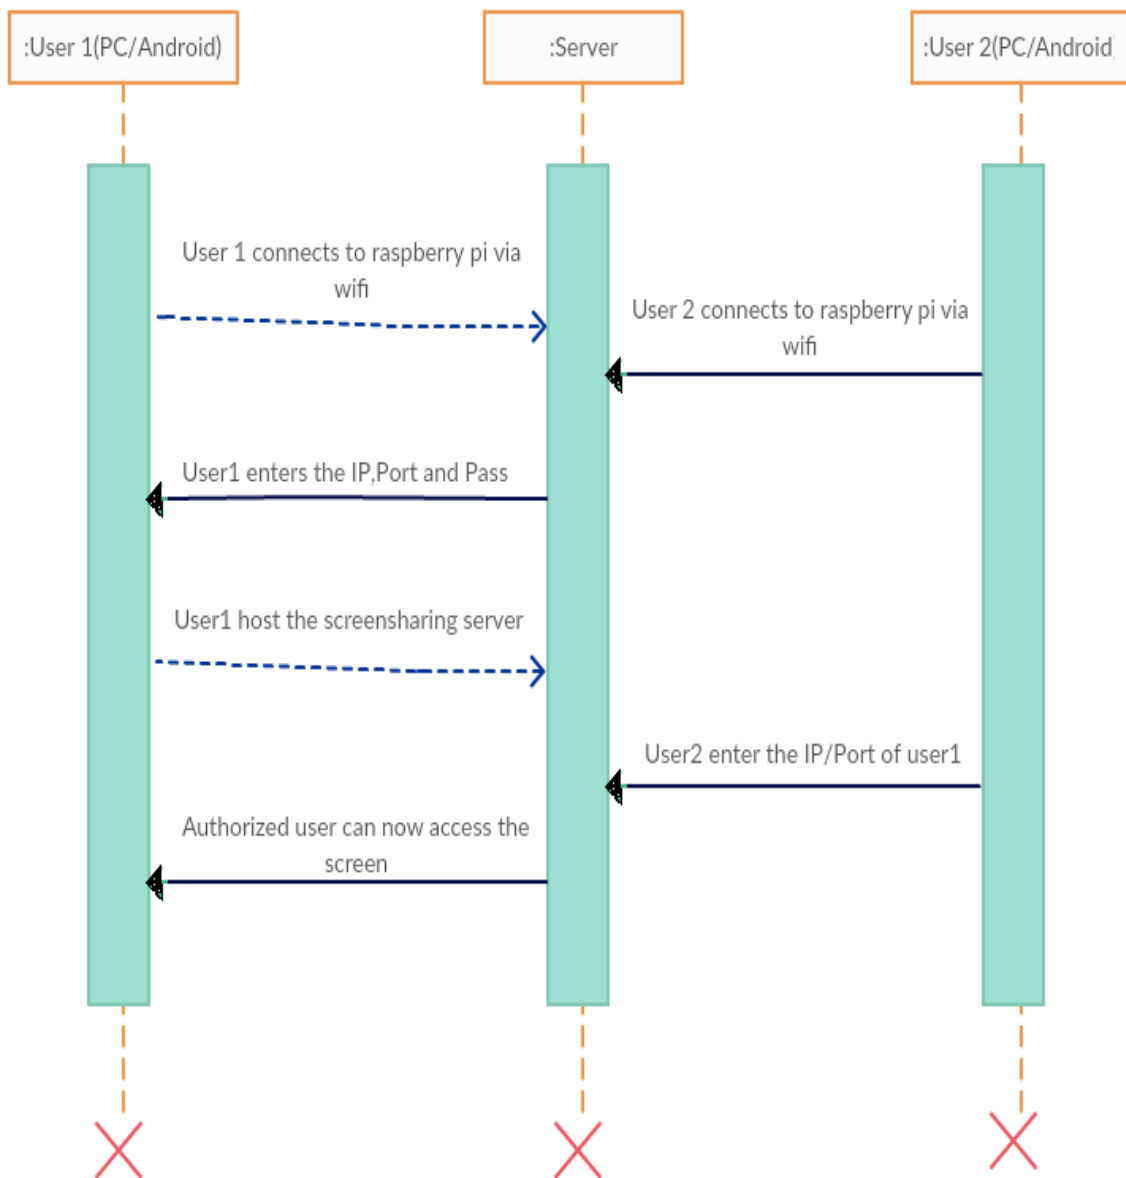 :User 1(PC/Android)
:Server
:User 2(PC/Android)
User 1 connects to raspberry pi via
wifi
User 2 connects to raspberry pi via
wifi
User1 enters the IP,Port and Pass
User1 host the screensharing server
User2 enter the IP/Port of user1
Authorized user can now access the
screen